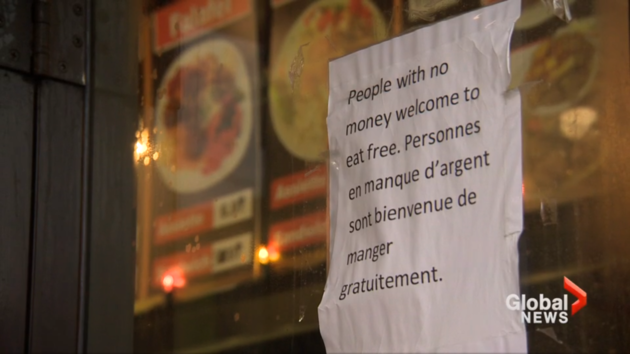 People with no
money welcome to
eat free. Personnes
en manque d'argent
sont bienvenue de
manger
gratuitement.
Global
NEWS